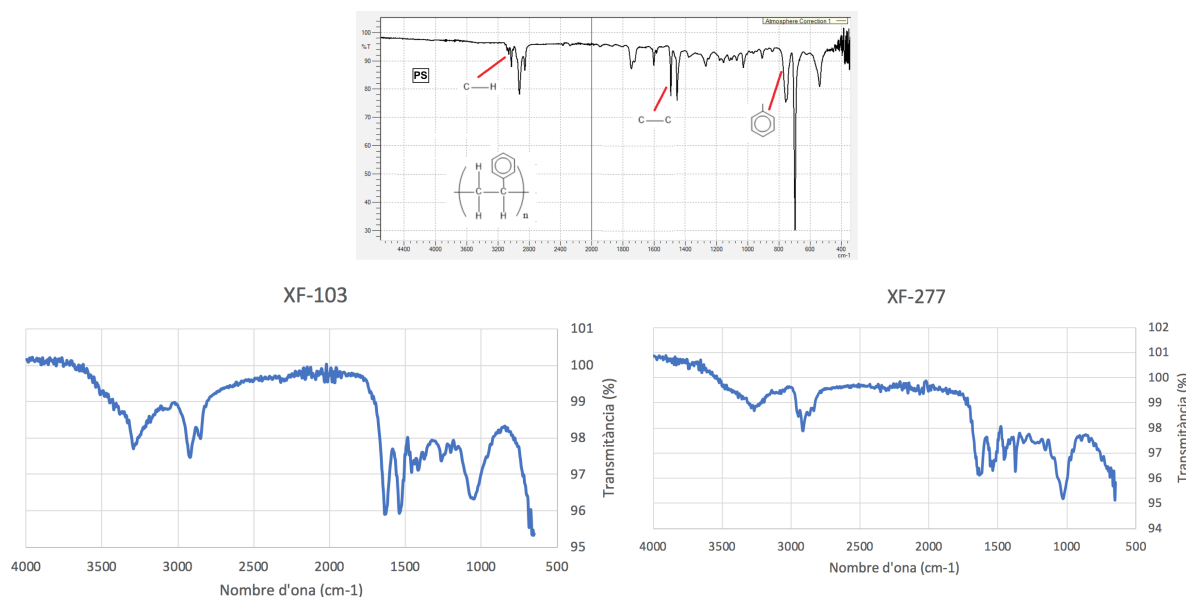 Atmosphere Correction 1
100
%T
90
80
70
60
50
40
30
PS
C H
C C
H H
C C
H H
n
4400 4000 3600 3200 2800 2400 2000 1800 1600 1400 1200 1000 800 600 400
cm-1
XF-103
101
100
99
98
97
96
95
Transmitància (%)
4000 3500 3000 2500 2000 1500 1000 500
Nombre d'ona (cm-1)
XF-277
102
101
100
99
98
97
96
95
94
Transmitància (%)
4000 3500 3000 2500 2000 1500 1000 500
Nombre d'ona (cm-1)